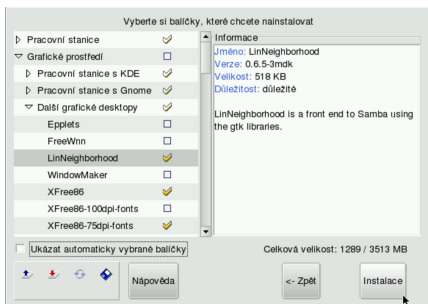 Vyberte si balíčky, které chcete nainstalovat
Pracovní stanice
Grafické prostředí
Pracovní stanice s KDE
Pracovní stanice s Gnome
Další grafické desktopy
Epplets
FreeWnn
LinNeighborhood
WindowMaker
XFree86
XFree86-100dpi-fonts
XFree86-75dpi-fonts
Informace
Jméno: LinNeighborhood
Verze: 0.6.5-3mdk
Velikost: 518 KB
Důležitost: důležité
LinNeighborhood is a front end to Samba using
the gtk libraries.
Ukázat automaticky vybrané balíčky
Celková velikost: 1289 / 3513 MB
Nápověda
<- Zpět
Instalace